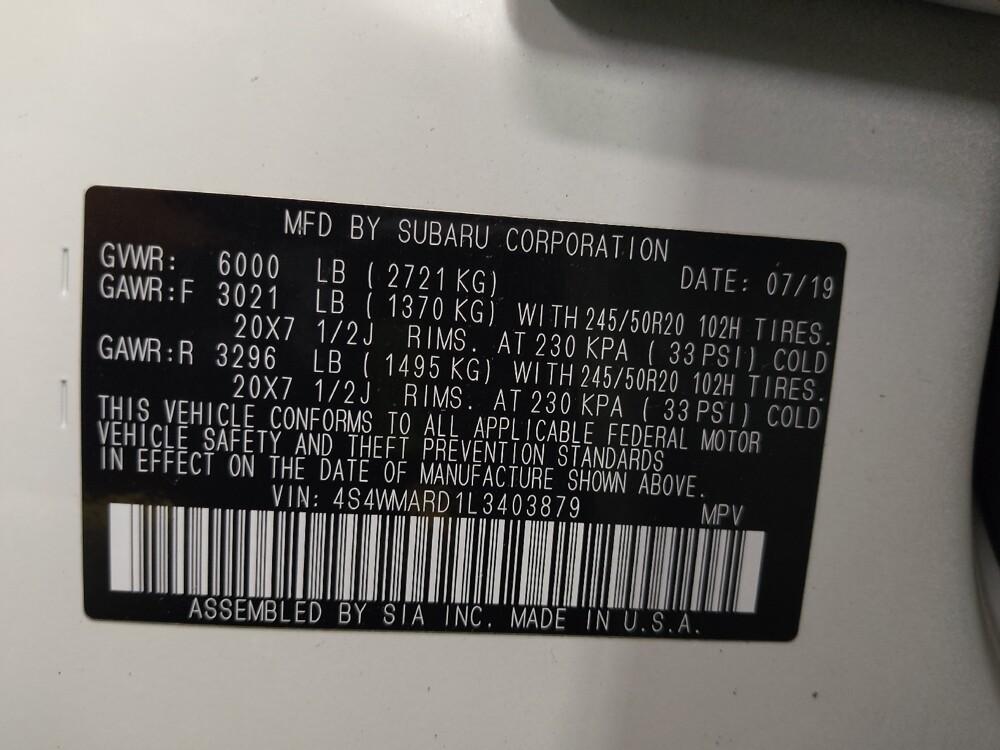 MFD BY SUBARU CORPORATION
DATE: 07/19
GVWR: 6000 LB ( 2721 KG)
GAWR:F 3021 LB ( 1370 KG) WITH 245/50R20 102H TIRES.
20X7 1/2J RIMS. AT 230 KPA ( 33 PSI) COLD
GAWR:R 3296 LB ( 1495 KG) WITH 245/50R20 102H TIRES.
20X7 1/2J RIMS. AT 230 KPA ( 33 PSI) COLD
THIS VEHICLE CONFORMS TO ALL APPLICABLE FEDERAL MOTOR
VEHICLE SAFETY AND THEFT PREVENTION STANDARDS
IN EFFECT ON THE DATE OF MANUFACTURE SHOWN ABOVE.
VIN: 4S4WMARD1L3403879 MPV
ASSEMBLED BY SIA INC. MADE IN U.S.A.